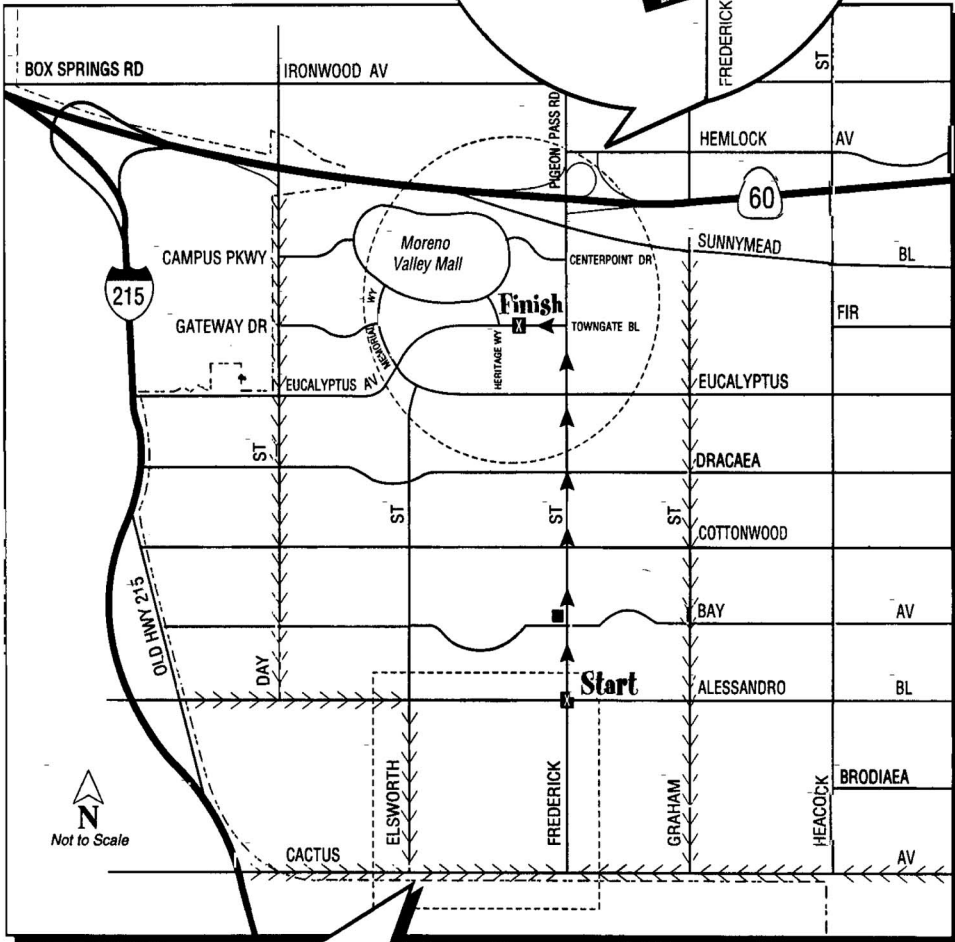 FREDERICK
ST
BOX SPRINGS RD
IRONWOOD AV
PIGEON PASS RD
HEMLOCK AV
60
SUNNYMEAD BL
CAMPUS PKWY
Moreno
Valley Mall
CENTERPOINT DR
215
WY
Finish
X
FIR
GATEWAY DR
MEMORIAL
HERITAGE WY
TOWNGATE BL
EUCALYPTUS AV
EUCALYPTUS
ST
DRACAEA
ST
ST
ST
COTTONWOOD
OLD HWY 215
BAY AV
DAY
Start
X
ALESSANDRO BL
ELSWORTH
FREDERICK
GRAHAM
HEACOCK
BRODIAEA
N
Not to Scale
CACTUS AV